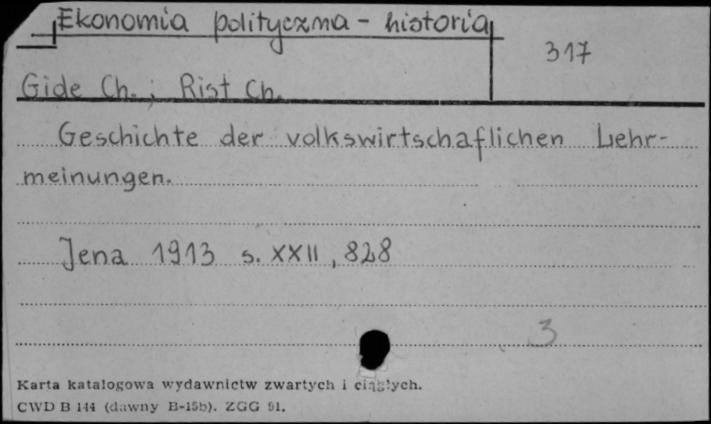 Ekonomia polityczna - historia
317
Gide Ch.; Rist Ch.
Geschichte der volkswirtschaflichen Lehr-
meinungen.
Jena 1913 s. XXII, 828
3
Karta katalogowa wydawnictw zwartych i ciągłych.
CWD B 144 (dawny B-15b). ZGG 91.